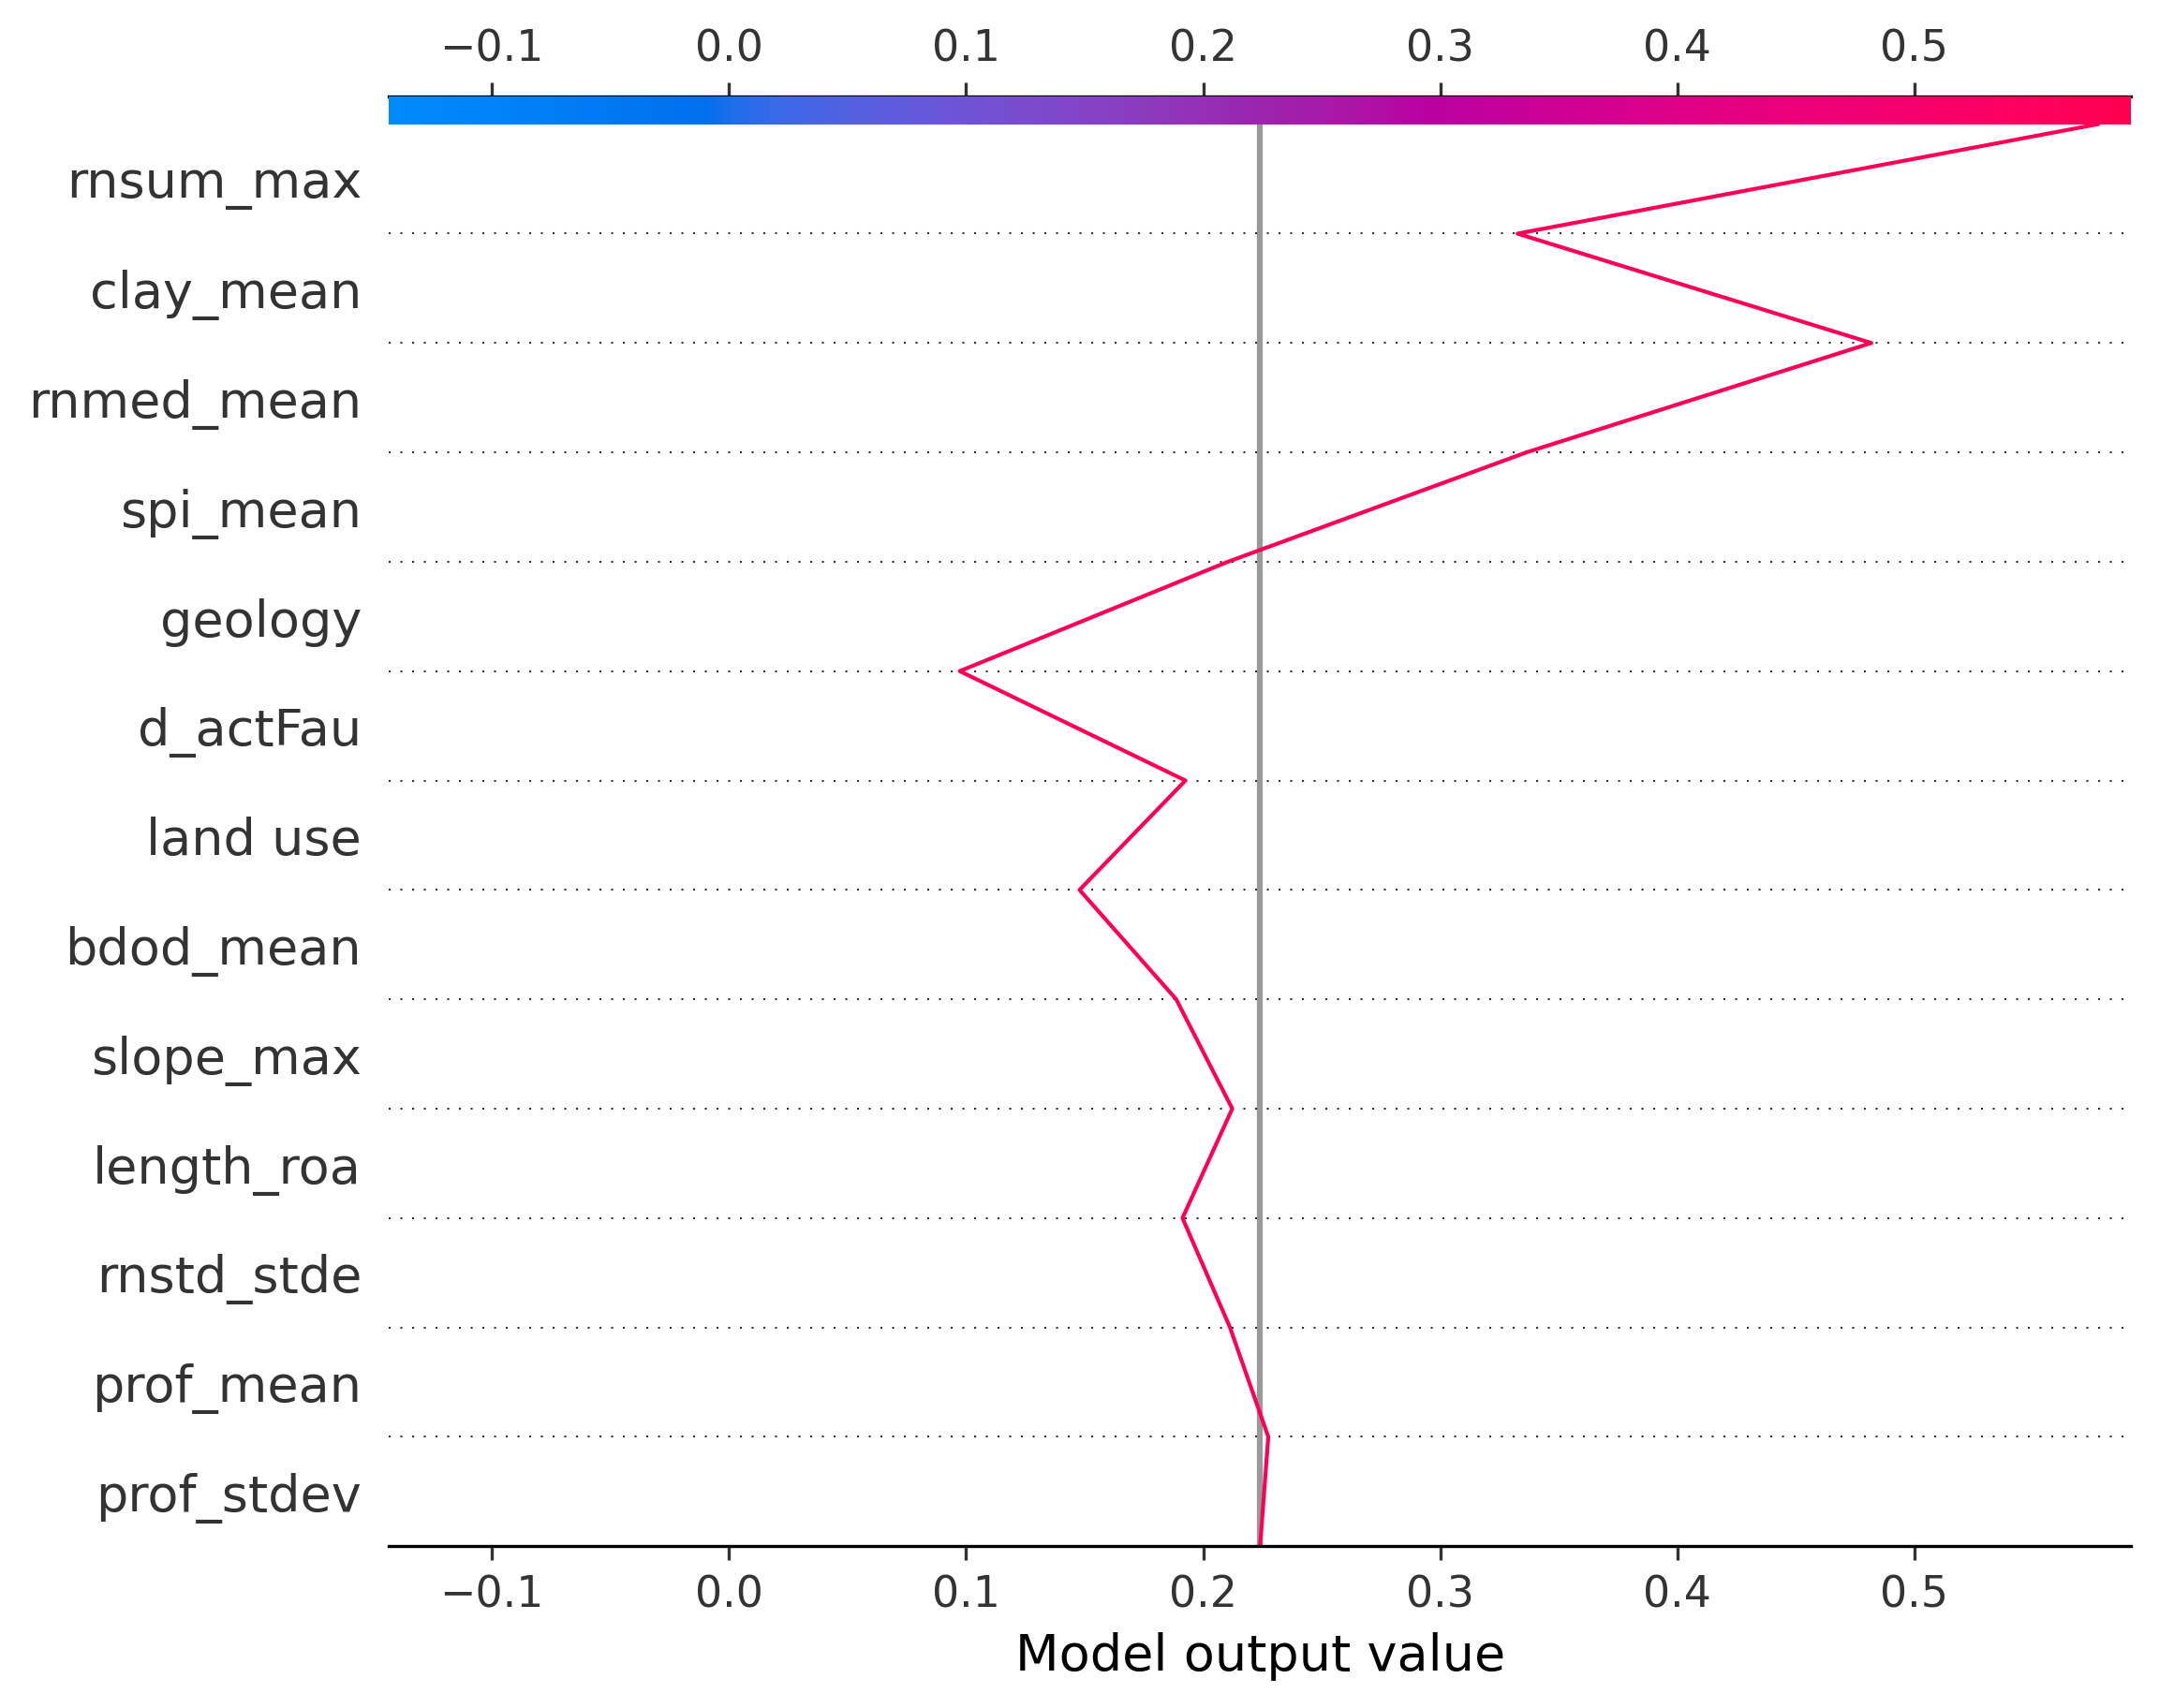 −0.1 0.0 0.1 0.2 0.3 0.4 0.5
rnsum_max
clay_mean
rnmed_mean
spi_mean
geology
d_actFau
land use
bdod_mean
slope_max
length_roa
rnstd_stde
prof_mean
prof_stdev
−0.1 0.0 0.1 0.2 0.3 0.4 0.5
Model output value